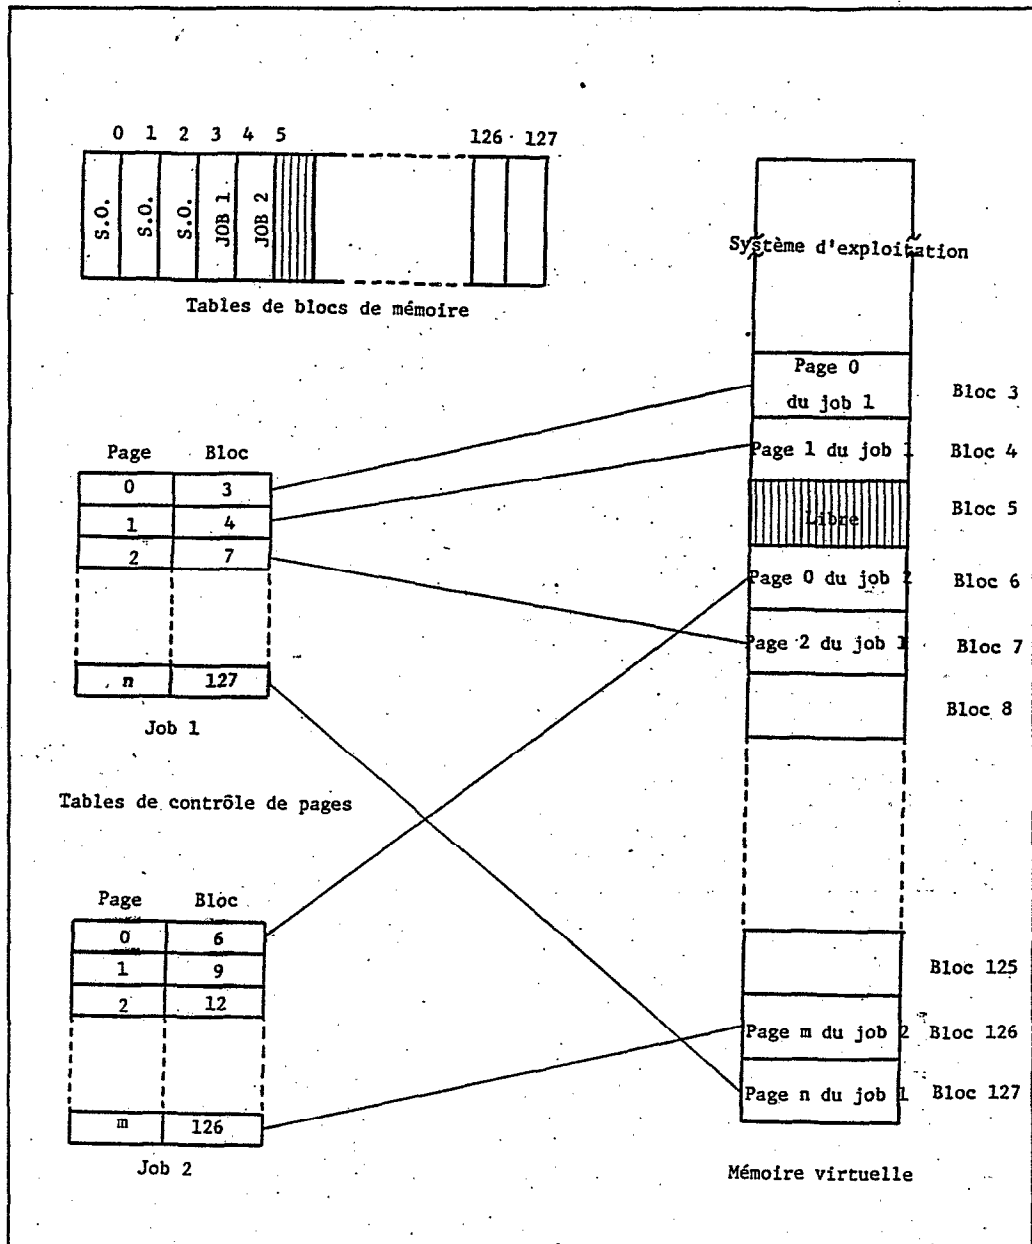 0 1 2 3 4 5 126 127
S.O. S.O. S.O. JOB 1 JOB 2
Tables de blocs de mémoire
Système d'exploitation
Page 0
du job 1
Bloc 3
Page 1 du job 1 Bloc 4
Libre Bloc 5
Page 0 du job 2 Bloc 6
Page 2 du job 1 Bloc 7
Bloc 8
Page Bloc
0 3
1 4
2 7
n 127
Job 1
Tables de contrôle de pages
Page Bloc
0 6
1 9
2 12
m 126
Job 2
Bloc 125
Page m du job 2 Bloc 126
Page n du job 1 Bloc 127
Mémoire virtuelle